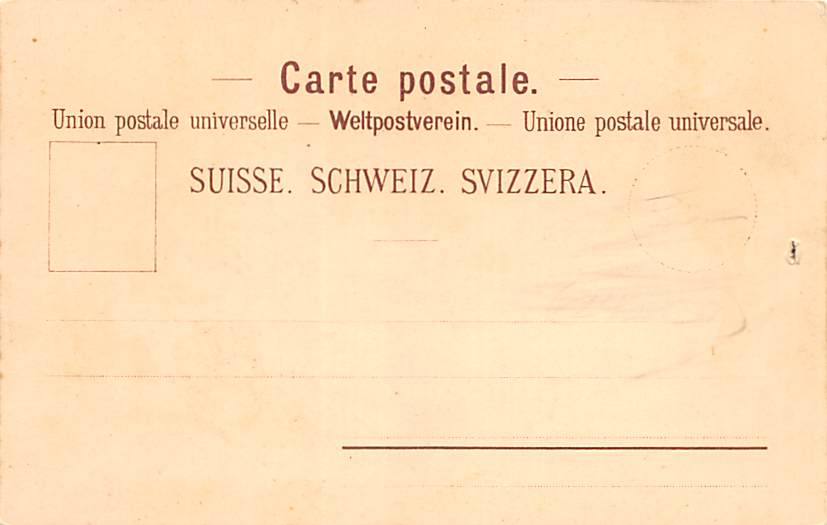 — Carte postale. —
Union postale universelle — Weltpostverein. — Unione postale universale.
SUISSE. SCHWEIZ. SVIZZERA.